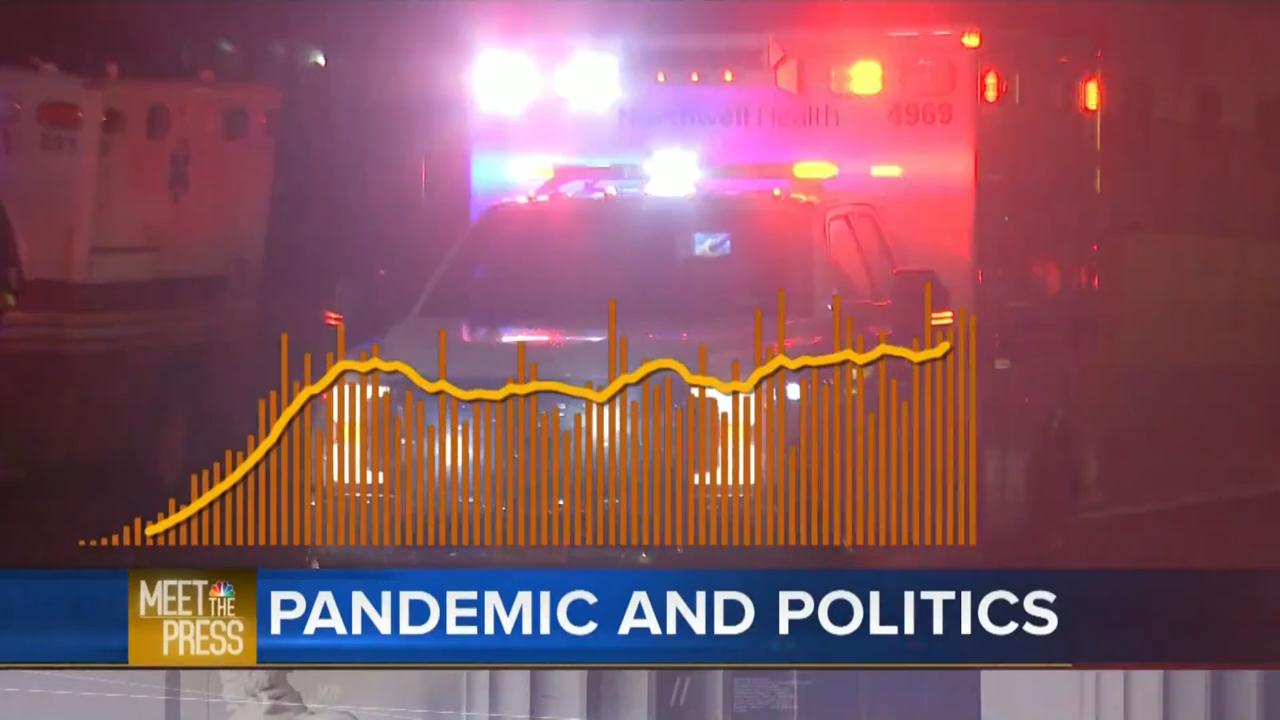 Northwell Health 4969
MEET
THE
PRESS
PANDEMIC AND POLITICS